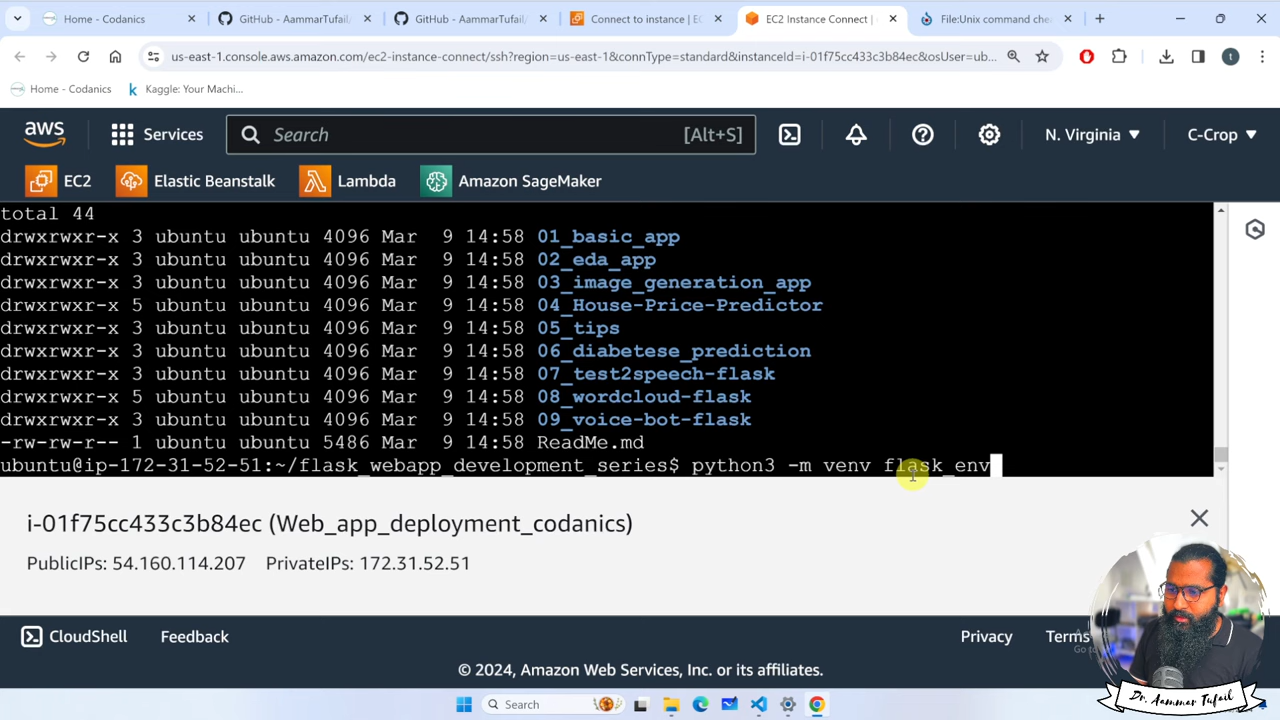 Home - Codanics
GitHub - AammarTufail/
GitHub - AammarTufail/
Connect to instance | EC
EC2 Instance Connect |
File:Unix command che
us-east-1.console.aws.amazon.com/ec2-instance-connect/ssh?region=us-east-1&connType=standard&instanceId=i-01f75cc433c3b84ec&osUser=ub...
t
Home - Codanics
Kaggle: Your Machi...
aws
Services
Search
[Alt+S]
N. Virginia
C-Crop
EC2
Elastic Beanstalk
Lambda
Amazon SageMaker
total 44
drwxrwxr-x 3 ubuntu ubuntu 4096 Mar  9 14:58 01_basic_app
drwxrwxr-x 3 ubuntu ubuntu 4096 Mar  9 14:58 02_eda_app
drwxrwxr-x 3 ubuntu ubuntu 4096 Mar  9 14:58 03_image_generation_app
drwxrwxr-x 5 ubuntu ubuntu 4096 Mar  9 14:58 04_House-Price-Predictor
drwxrwxr-x 3 ubuntu ubuntu 4096 Mar  9 14:58 05_tips
drwxrwxr-x 3 ubuntu ubuntu 4096 Mar  9 14:58 06_diabetese_prediction
drwxrwxr-x 3 ubuntu ubuntu 4096 Mar  9 14:58 07_test2speech-flask
drwxrwxr-x 5 ubuntu ubuntu 4096 Mar  9 14:58 08_wordcloud-flask
drwxrwxr-x 3 ubuntu ubuntu 4096 Mar  9 14:58 09_voice-bot-flask
-rw-rw-r-- 1 ubuntu ubuntu 5486 Mar  9 14:58 ReadMe.md
ubuntu@ip-172-31-52-51:~/flask_webapp_development_series$ python3 -m venv flask_env
i-01f75cc433c3b84ec (Web_app_deployment_codanics)
PublicIPs: 54.160.114.207 PrivateIPs: 172.31.52.51
CloudShell
Feedback
Privacy
Terms
© 2024, Amazon Web Services, Inc. or its affiliates.
Search
Dr. Aammar Tufail